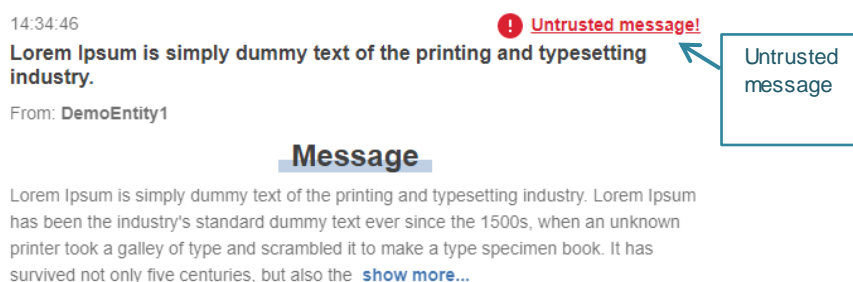 14:34:46
Untrusted message!
Lorem Ipsum is simply dummy text of the printing and typesetting
industry.
From: DemoEntity1
Untrusted
message
Message
Lorem Ipsum is simply dummy text of the printing and typesetting industry. Lorem Ipsum
has been the industry's standard dummy text ever since the 1500s, when an unknown
printer took a galley of type and scrambled it to make a type specimen book. It has
survived not only five centuries, but also the show more...